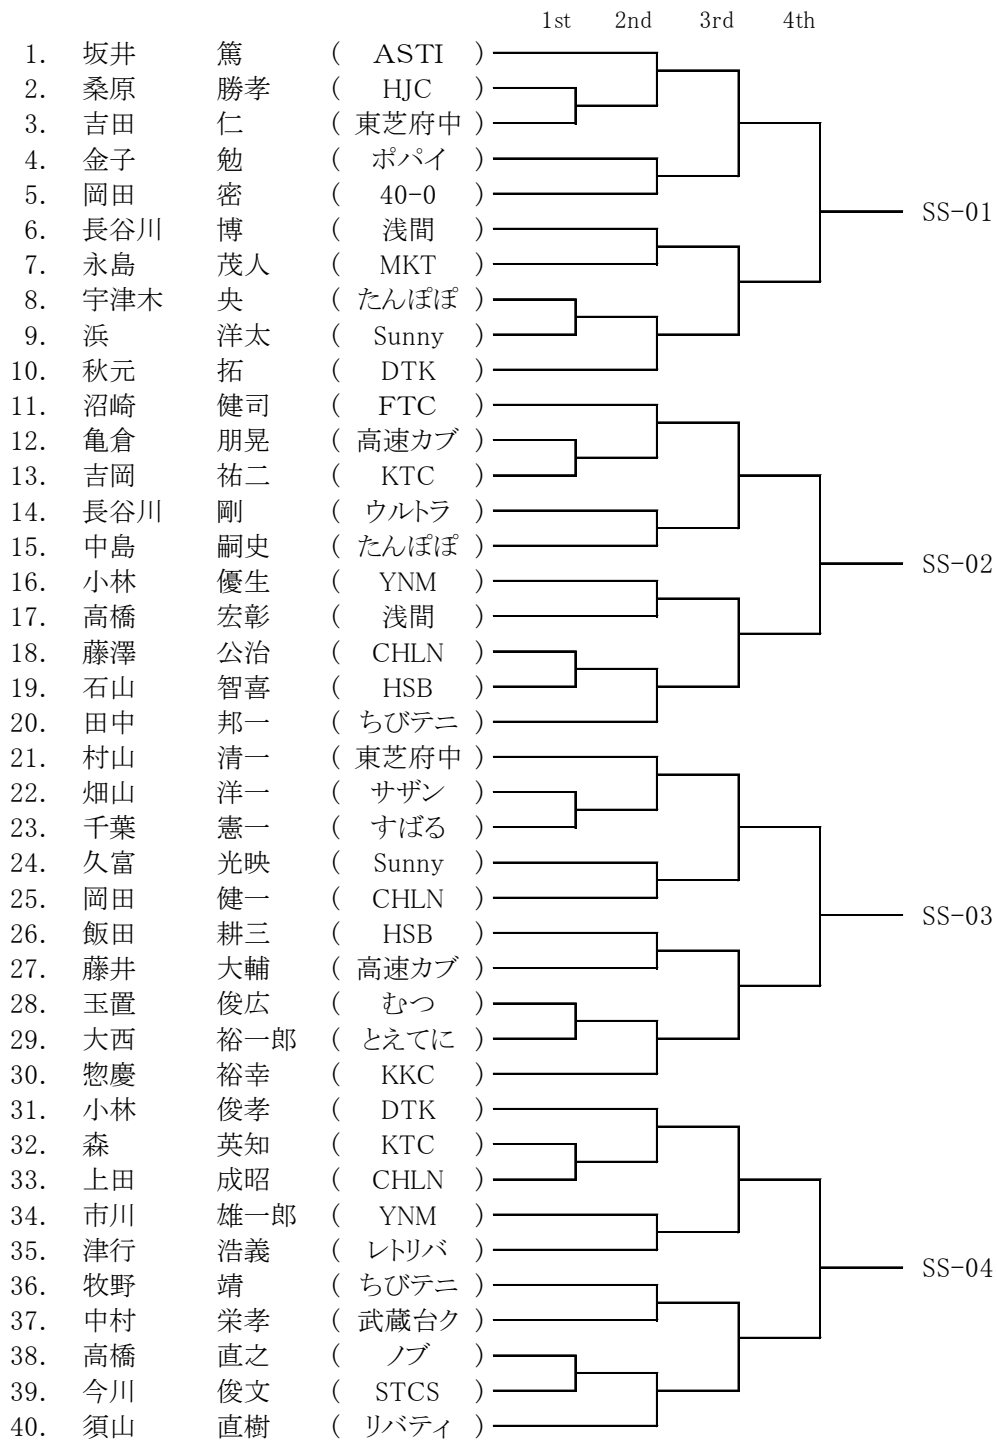 1st 2nd 3rd 4th
1. 坂井 篤 ( ASTI )
2. 桑原 勝孝 ( HJC )
3. 吉田 仁 ( 東芝府中 )
4. 金子 勉 ( ポパイ )
5. 岡田 密 ( 40-0 )
SS-01
6. 長谷川 博 ( 浅間 )
7. 永島 茂人 ( MKT )
8. 宇津木 央 ( たんぽぽ )
9. 浜 洋太 ( Sunny )
10. 秋元 拓 ( DTK )
11. 沼崎 健司 ( FTC )
12. 亀倉 朋晃 ( 高速カブ )
13. 吉岡 祐二 ( KTC )
14. 長谷川 剛 ( ウルトラ )
15. 中島 嗣史 ( たんぽぽ )
SS-02
16. 小林 優生 ( YNM )
17. 高橋 宏彰 ( 浅間 )
18. 藤澤 公治 ( CHLN )
19. 石山 智喜 ( HSB )
20. 田中 邦一 ( ちびテニ )
21. 村山 清一 ( 東芝府中 )
22. 畑山 洋一 ( サザン )
23. 千葉 憲一 ( すばる )
24. 久富 光映 ( Sunny )
25. 岡田 健一 ( CHLN )
SS-03
26. 飯田 耕三 ( HSB )
27. 藤井 大輔 ( 高速カブ )
28. 玉置 俊広 ( むつ )
29. 大西 裕一郎 ( とえてに )
30. 惣慶 裕幸 ( KKC )
31. 小林 俊孝 ( DTK )
32. 森 英知 ( KTC )
33. 上田 成昭 ( CHLN )
34. 市川 雄一郎 ( YNM )
35. 津行 浩義 ( レトリバ )
SS-04
36. 牧野 靖 ( ちびテニ )
37. 中村 栄孝 ( 武蔵台ク )
38. 高橋 直之 ( ノブ )
39. 今川 俊文 ( STCS )
40. 須山 直樹 ( リバティ )